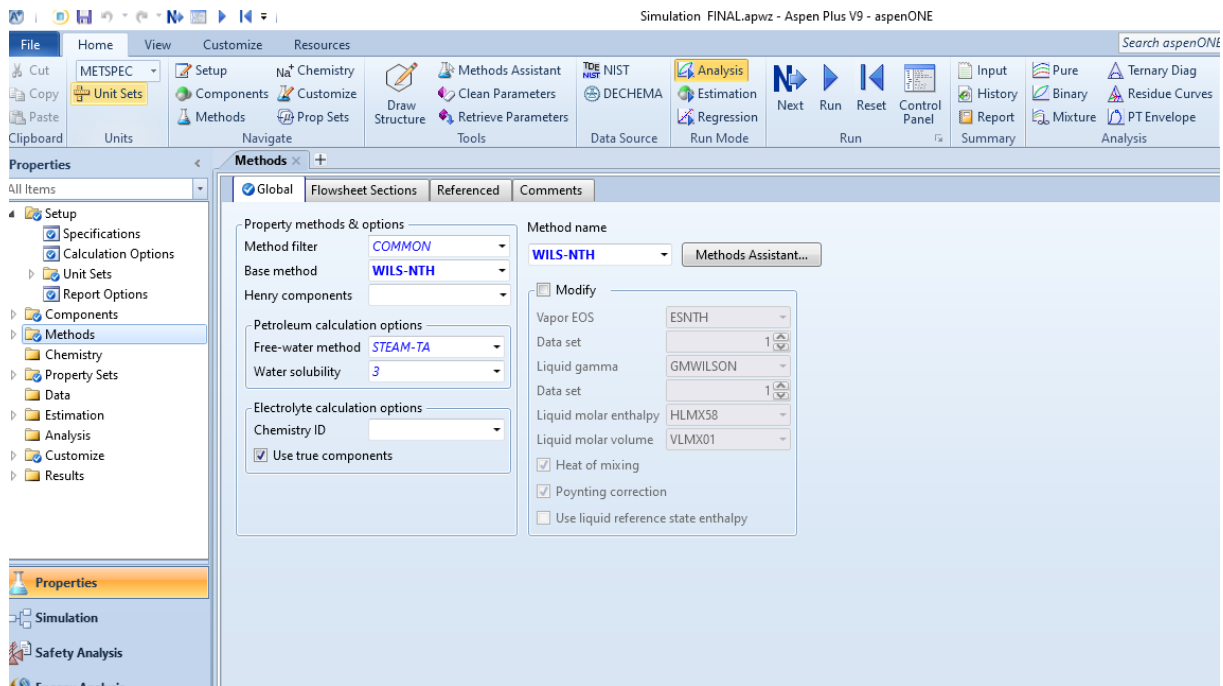 Simulation FINAL.apwz - Aspen Plus V9 - aspenONE
File Home View Customize Resources Search aspenONE
Cut METSPEC Setup Na+ Chemistry Methods Assistant TDE NIST NIST Analysis Input Pure Ternary Diag
Copy Unit Sets Components Customize Clean Parameters DECHEMA Estimation History Binary Residue Curves
Paste Methods Prop Sets Draw Structure Retrieve Parameters Regression Next Run Reset Control Panel Report Mixture PT Envelope
Clipboard Units Navigate Tools Data Source Run Mode Run Summary Analysis
Properties
All Items
Setup
Specifications
Calculation Options
Unit Sets
Report Options
Components
Methods
Chemistry
Property Sets
Data
Estimation
Analysis
Customize
Results
Properties
Simulation
Safety Analysis
Methods
Global Flowsheet Sections Referenced Comments
Property methods & options
Method filter COMMON
Base method WILS-NTH
Henry components
Petroleum calculation options
Free-water method STEAM-TA
Water solubility 3
Electrolyte calculation options
Chemistry ID
Use true components
Method name
WILS-NTH Methods Assistant...
Modify
Vapor EOS ESNTH
Data set 1
Liquid gamma GMWILSON
Data set 1
Liquid molar enthalpy HLMX58
Liquid molar volume VLMX01
Heat of mixing
Poynting correction
Use liquid reference state enthalpy